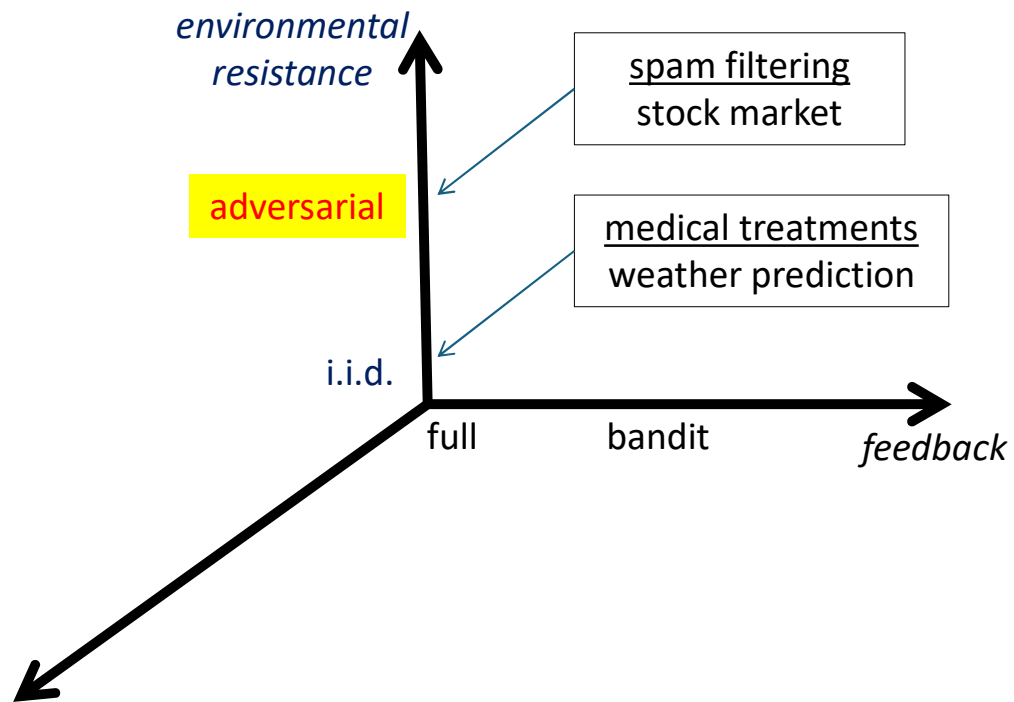 environmental
resistance
spam filtering
stock market
adversarial
medical treatments
weather prediction
i.i.d.
full
bandit
feedback